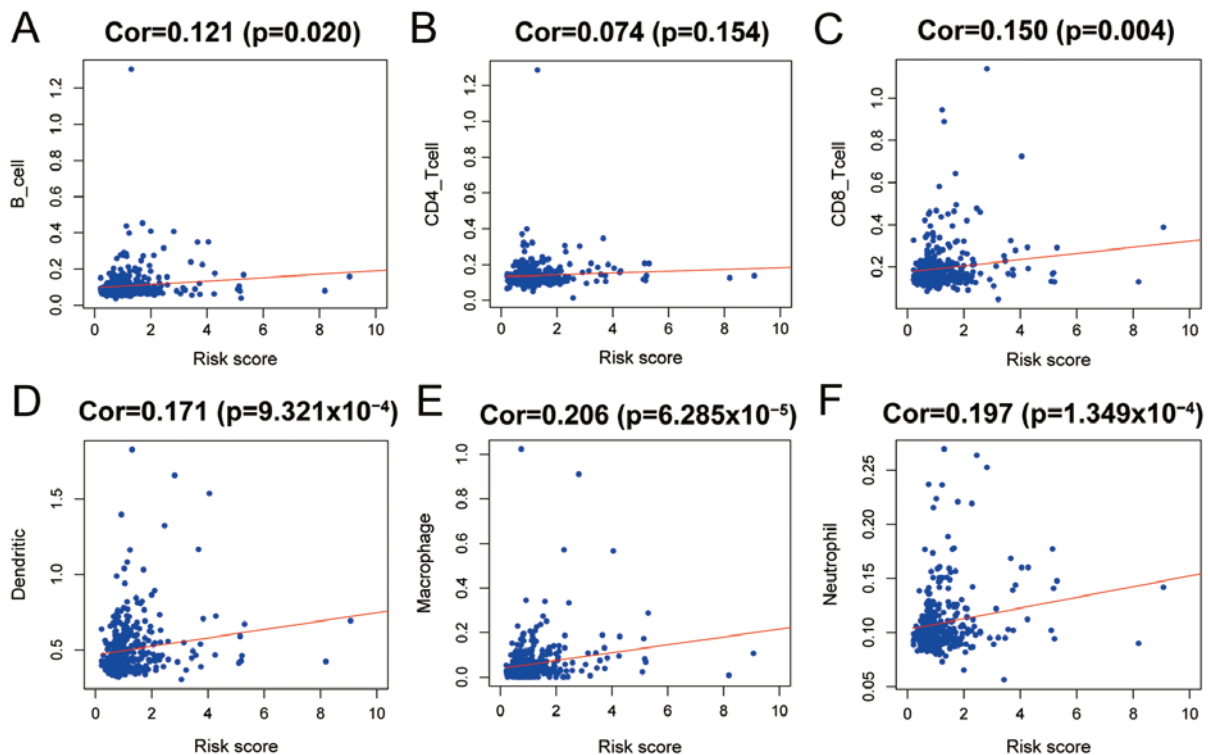 A Cor=0.121 (p=0.020)
B_cell
0.0 0.2 0.4 0.6 0.8 1.0 1.2
0 2 4 6 8 10
Risk score
B Cor=0.074 (p=0.154)
CD4_Tcell
0.0 0.2 0.4 0.6 0.8 1.0 1.2
0 2 4 6 8 10
Risk score
C Cor=0.150 (p=0.004)
CD8_Tcell
0.2 0.4 0.6 0.8 1.0
0 2 4 6 8 10
Risk score
D Cor=0.171 (p=9.321x10⁻⁴)
Dendritic
0.5 1.0 1.5
0 2 4 6 8 10
Risk score
E Cor=0.206 (p=6.285x10⁻⁵)
Macrophage
0.0 0.2 0.4 0.6 0.8 1.0
0 2 4 6 8 10
Risk score
F Cor=0.197 (p=1.349x10⁻⁴)
Neutrophil
0.05 0.10 0.15 0.20 0.25
0 2 4 6 8 10
Risk score